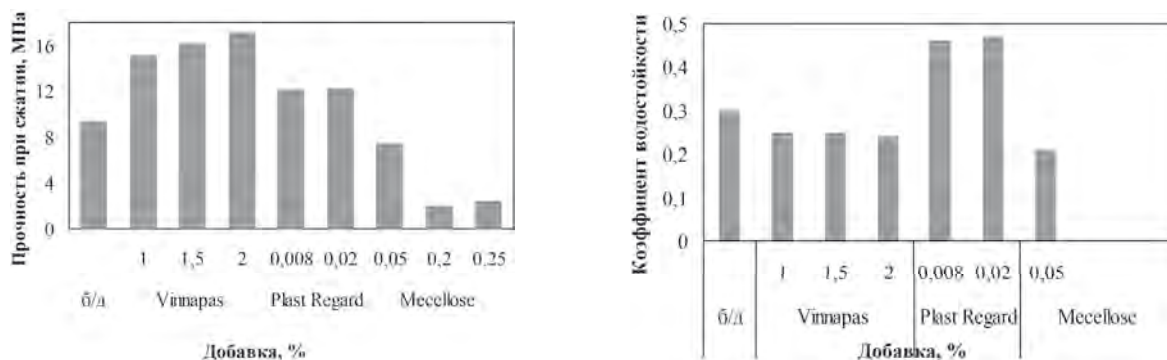 Прочность при сжатии, МПа
16
12
8
4
0
1 1,5 2 0,008 0,02 0,05 0,2 0,25
б/д Vinnapas Plast Regard Mecellose
Добавка, %
Коэффицент водостойкости
0,5
0,4
0,3
0,2
0,1
0
1 1,5 2 0,008 0,02 0,05
б/д Vinnapas Plast Regard Mecellose
Добавка, %